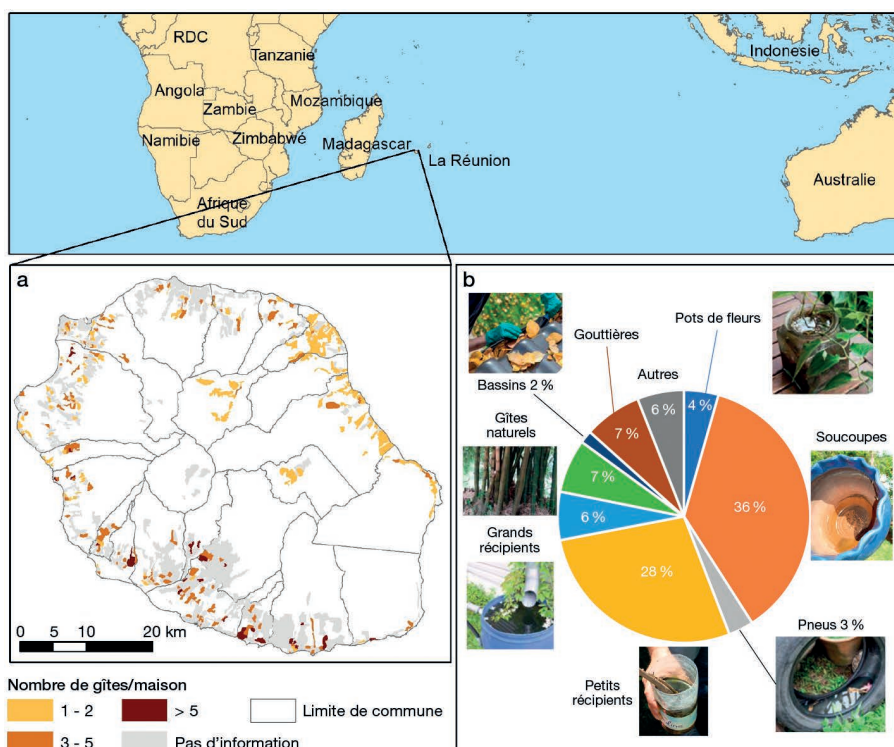 RDC
Tanzanie
Indonesie
Angola
Zambie
Mozambique
Namibie
Zimbabwé
Madagascar
La Réunion
Afrique
du Sud
Australie
a
0 5 10 20 km
Nombre de gîtes/maison
1 - 2
> 5
Limite de commune
3 - 5
Pas d'information
b
Pots de fleurs
Gouttières
Autres
Bassins 2 %
Gîtes
naturels
Soucoupes
4 %
6 %
7 %
7 %
36 %
6 %
Grands
récipients
28 %
Pneus 3 %
Petits
récipients